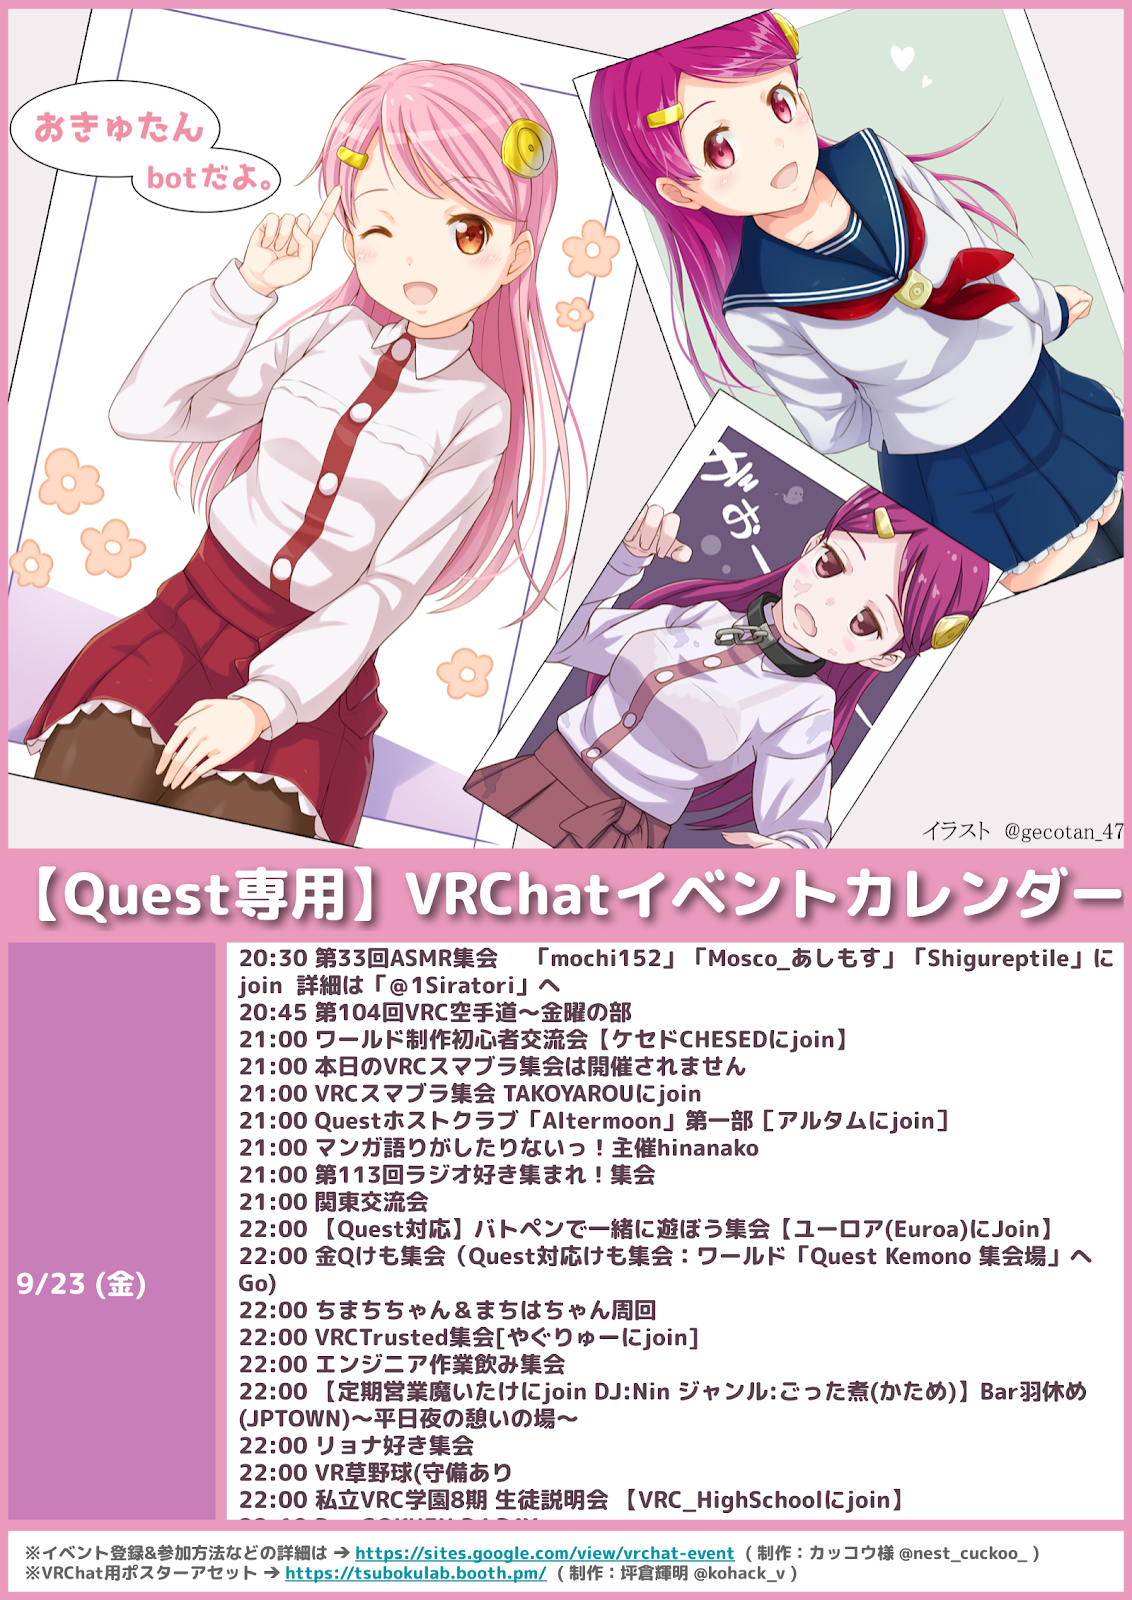 おきゅたん
botだよ。
がおー
イラスト @gecotan_47
【Quest専用】VRChatイベントカレンダー
9/23 (金)
20:30 第33回ASMR集会 「mochi152」「Mosco_あしもす」「Shigureptile」に
join 詳細は「@1Siratori」へ
20:45 第104回VRC空手道～金曜の部
21:00 ワールド制作初心者交流会【ケセドCHESEDにjoin】
21:00 本日のVRCスマブラ集会は開催されません
21:00 VRCスマブラ集会 TAKOYAROUにjoin
21:00 Questホストクラブ「Altermoon」第一部［アルタムにjoin］
21:00 マンガ語りがしたりないっ！主催hinanako
21:00 第113回ラジオ好き集まれ！集会
21:00 関東交流会
22:00 【Quest対応】バトペンで一緒に遊ぼう集会【ユーロア(Euroa)にJoin】
22:00 金Qけも集会（Quest対応けも集会：ワールド「Quest Kemono 集会場」へ
Go)
22:00 ちまちちゃん＆まちはちゃん周回
22:00 VRCTrusted集会[やぐりゅーにjoin]
22:00 エンジニア作業飲み集会
22:00 【定期営業魔いたけにjoin DJ:Nin ジャンル:ごった煮(かため)】Bar羽休め
(JPTOWN)～平日夜の憩いの場～
22:00 リョナ好き集会
22:00 VR草野球(守備あり
22:00 私立VRC学園8期 生徒説明会 【VRC_HighSchoolにjoin】
※イベント登録&参加方法などの詳細は → https://sites.google.com/view/vrchat-event ( 制作：カッコウ様 @nest_cuckoo_ )
※VRChat用ポスターアセット → https://tsubokulab.booth.pm/ ( 制作：坪倉輝明 @kohack_v )